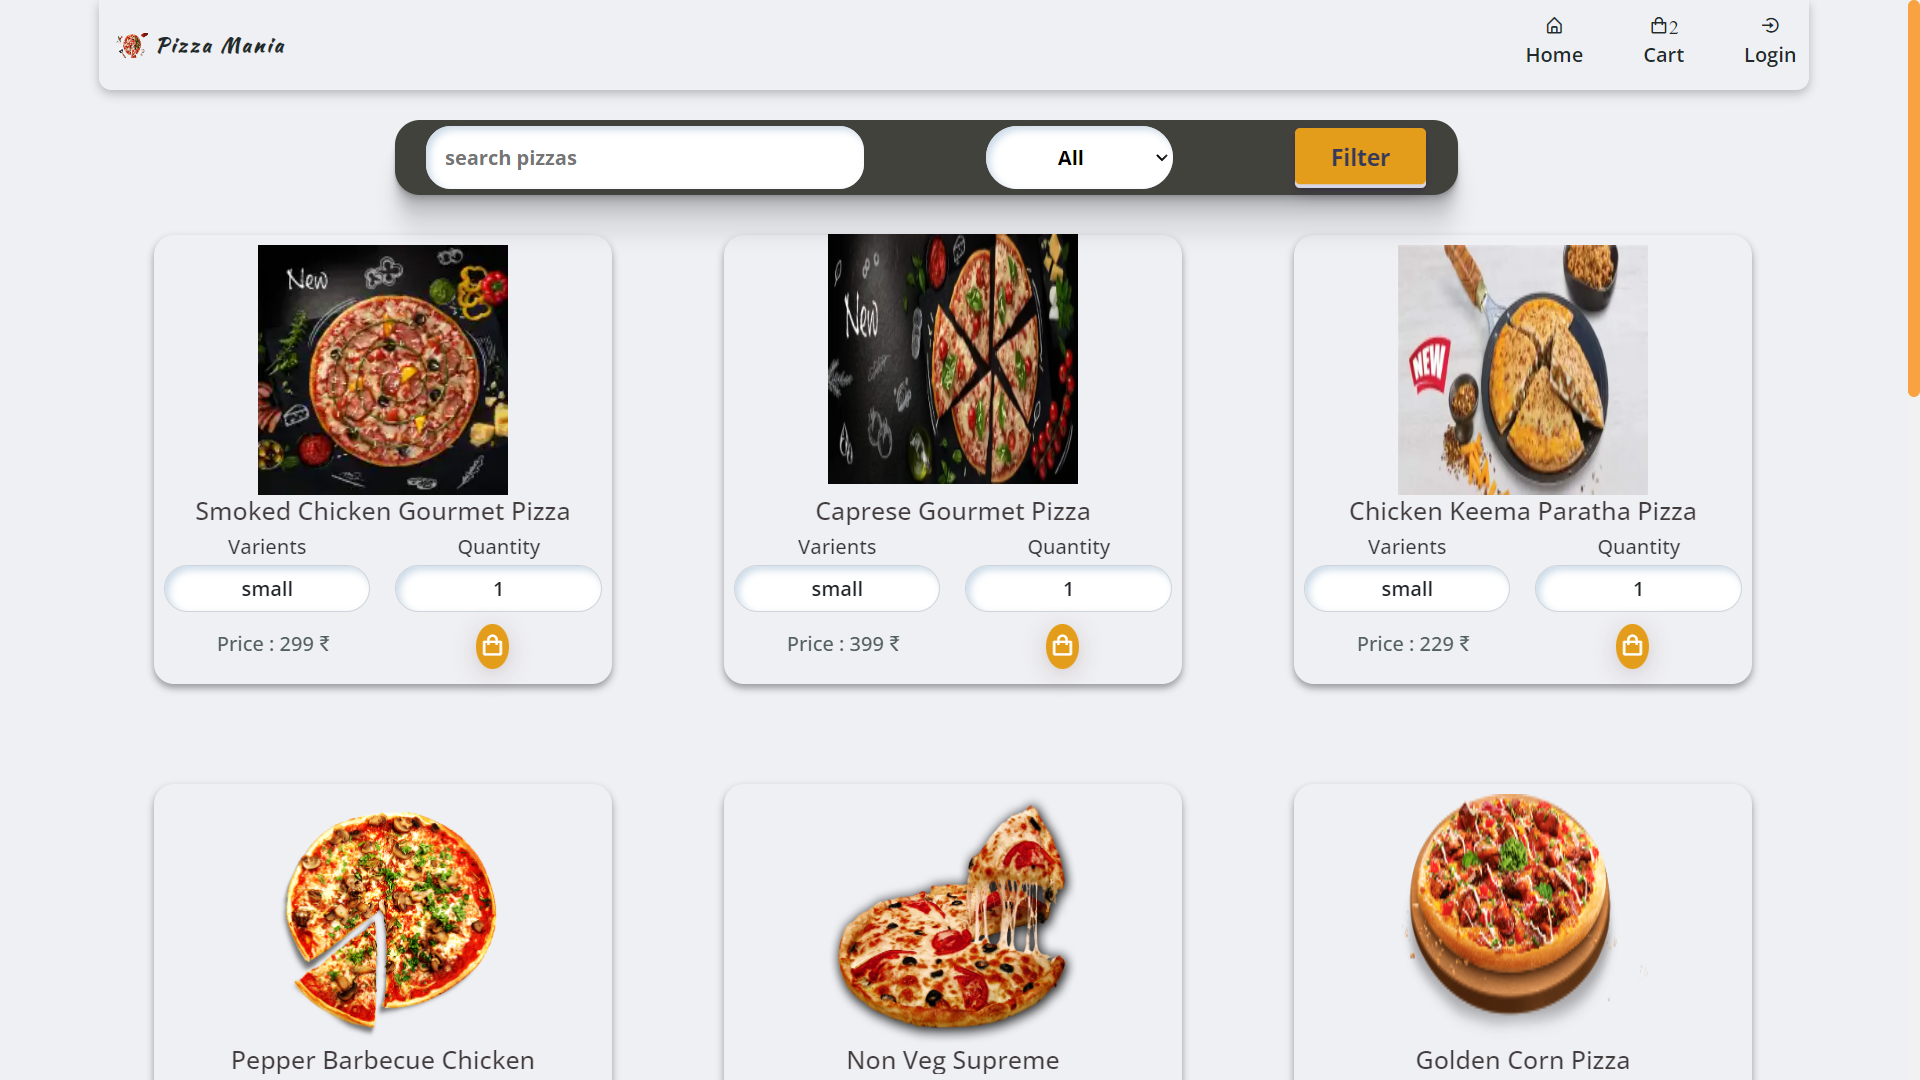 Pizza Mania
Home
2
Cart
Login
search pizzas
All
Filter
New
Smoked Chicken Gourmet Pizza
Varients
Quantity
small
1
Price : 299 ₹
New
Caprese Gourmet Pizza
Varients
Quantity
small
1
Price : 399 ₹
NEW
Chicken Keema Paratha Pizza
Varients
Quantity
small
1
Price : 229 ₹
Pepper Barbecue Chicken
Non Veg Supreme
Golden Corn Pizza